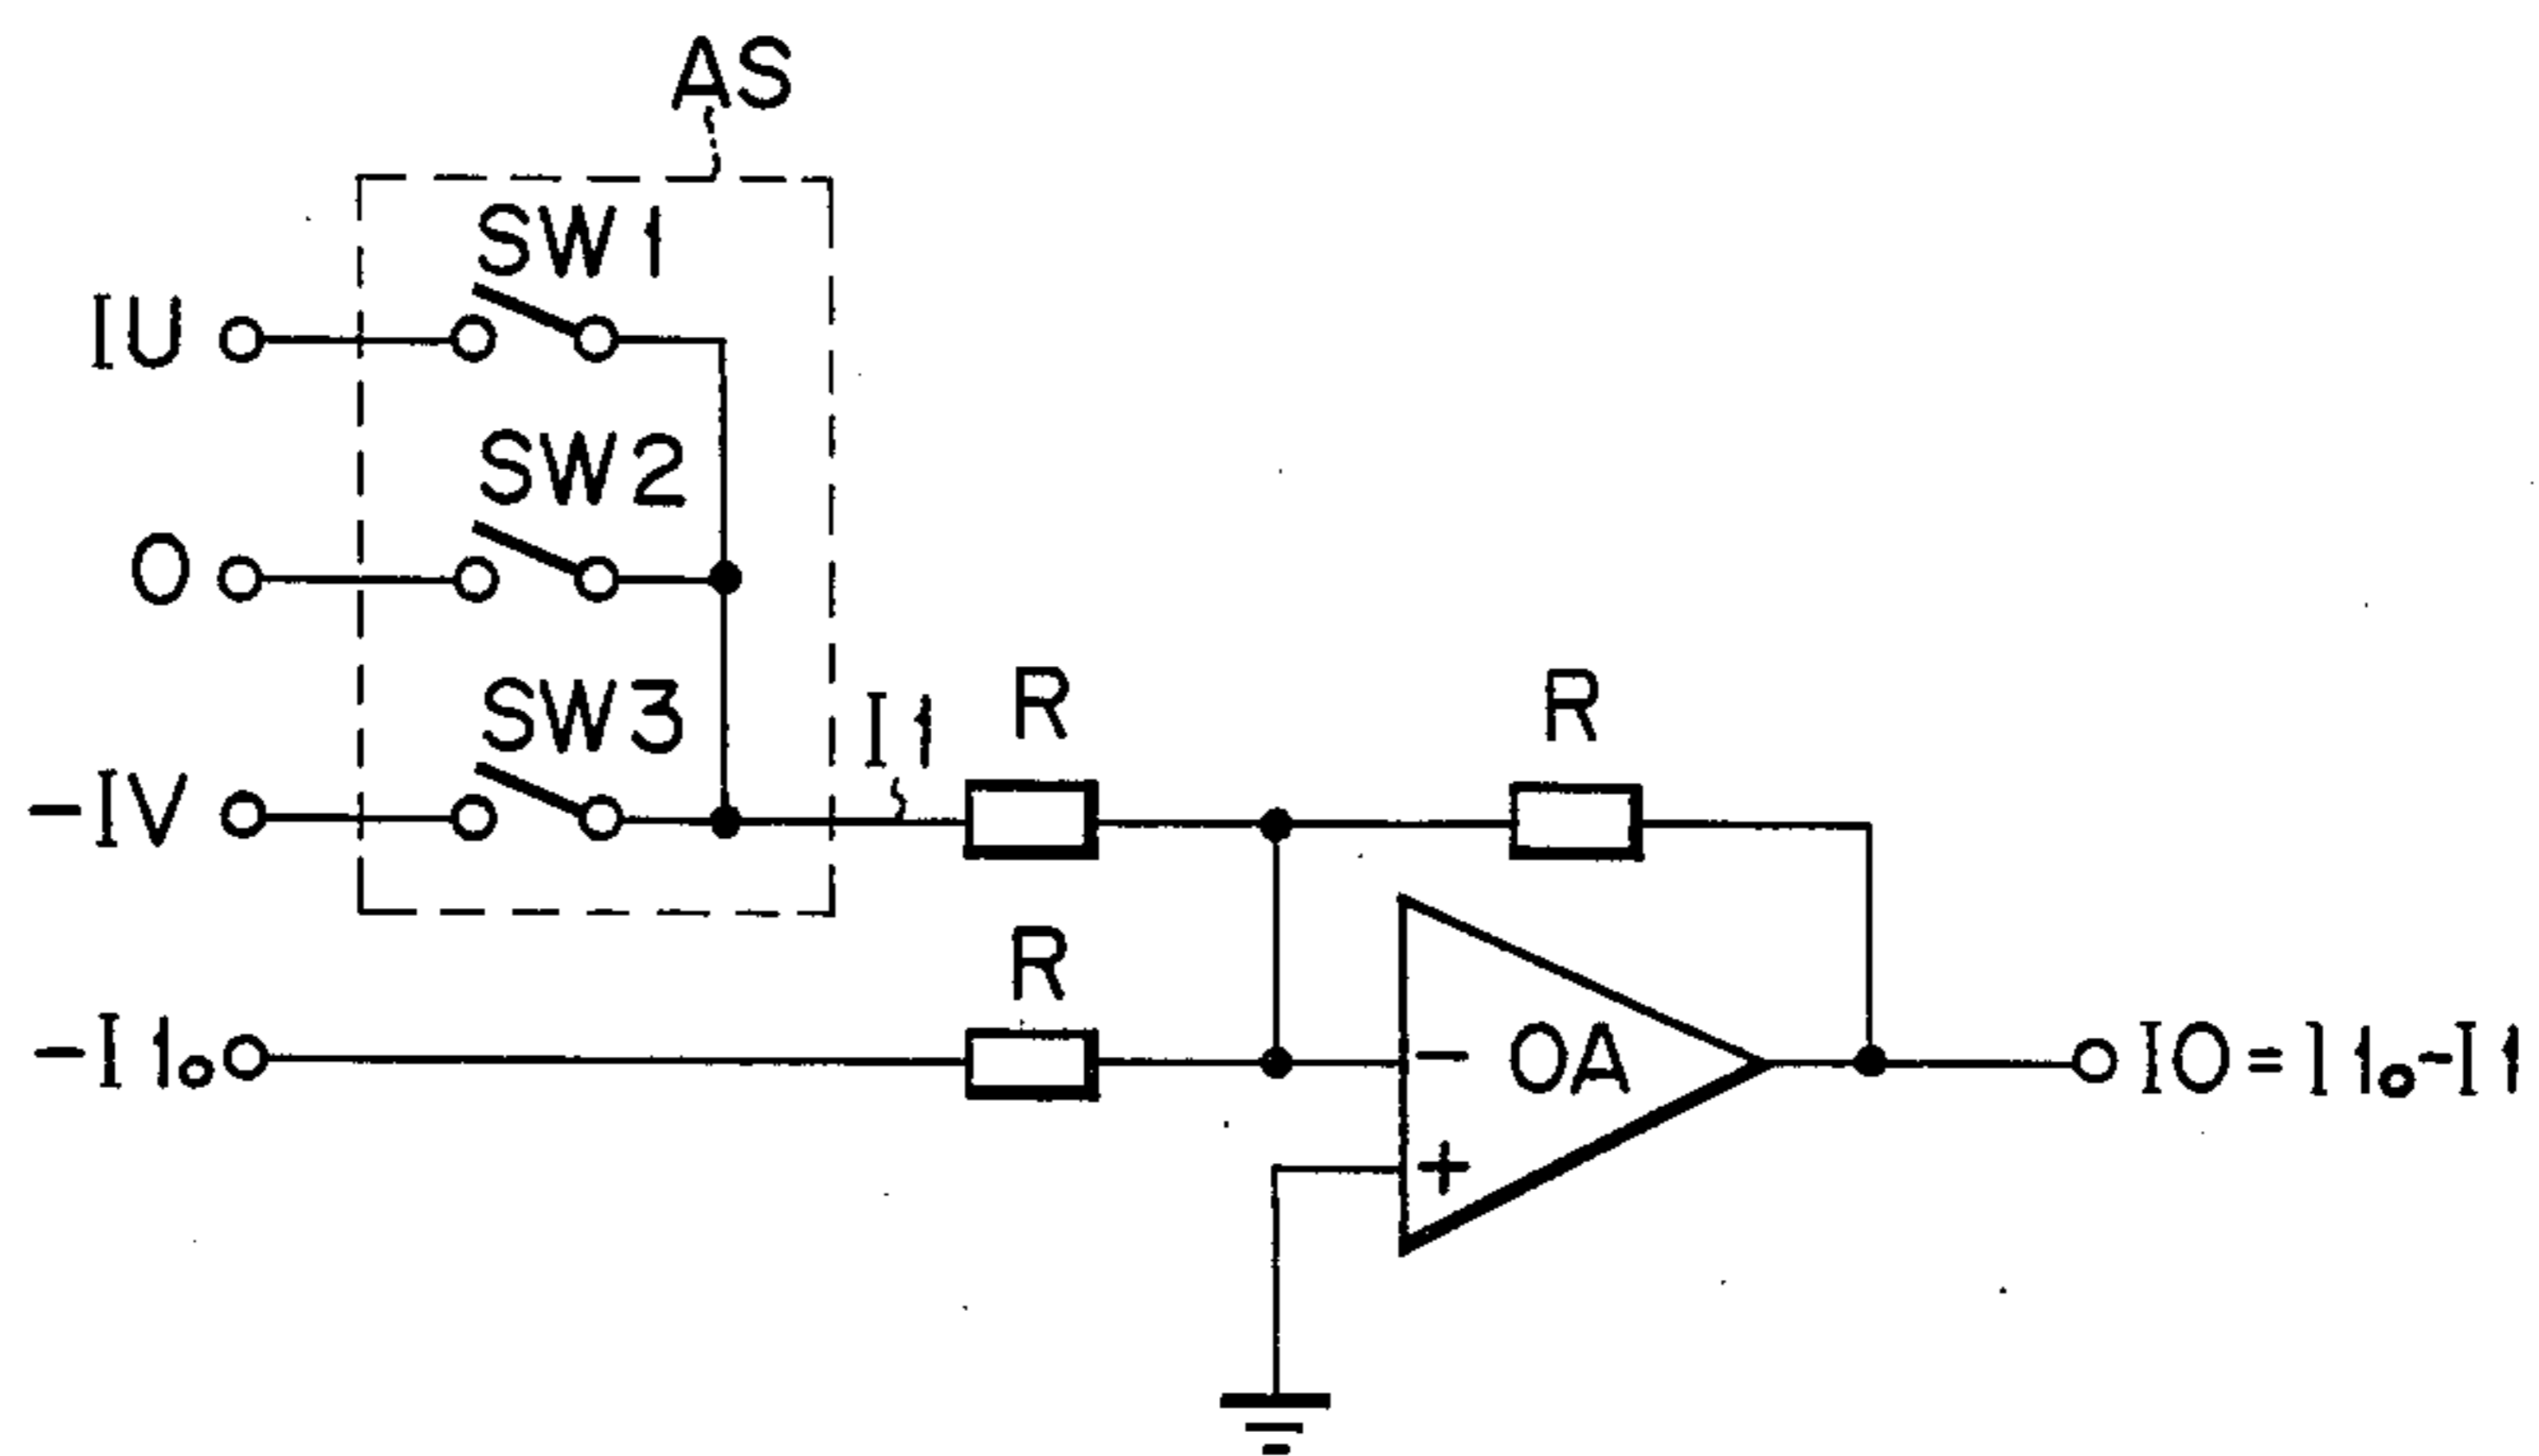 AS
SW1
IU
SW2
O
SW3
-IV
I1
R
R
R
-I1o
- OA
+
IO=I1o-I1